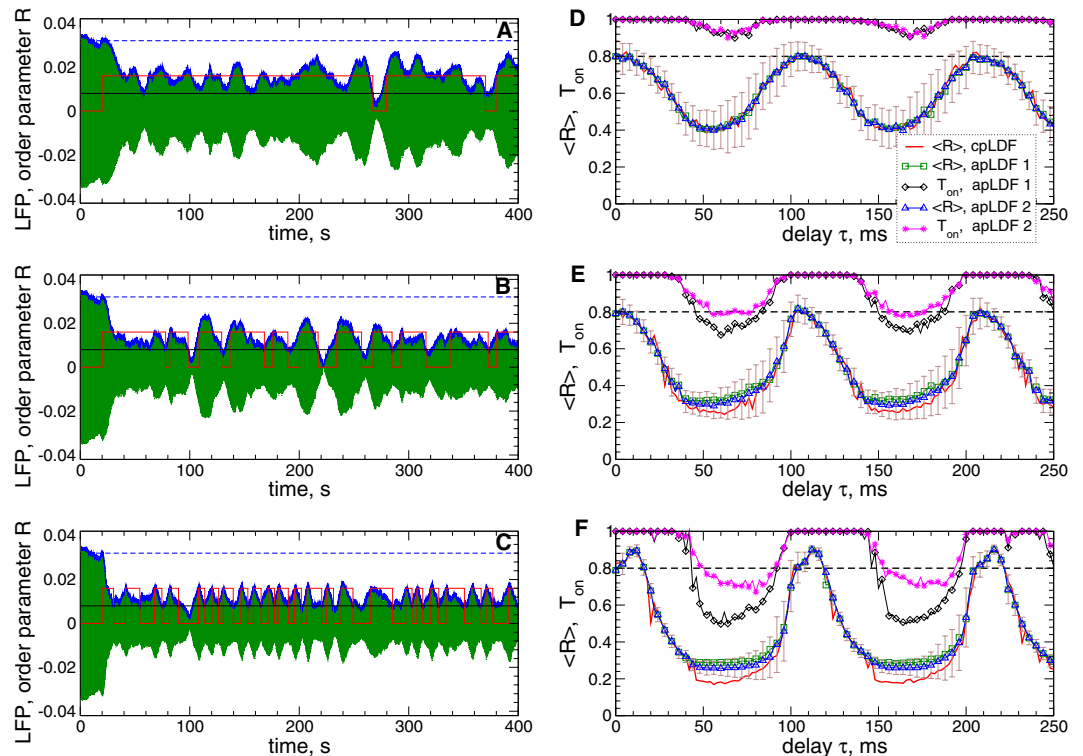 A
LFP, order parameter R
0.04
0.02
0
-0.02
-0.04
0 100 200 300 400
time, s
D
<R>, T_on
1
0.8
0.6
0.4
0.2
0
0 50 100 150 200 250
delay τ, ms
<R>, cpLDF
<R>, apLDF 1
T_on, apLDF 1
<R>, apLDF 2
T_on, apLDF 2
B
LFP, order parameter R
0.04
0.02
0
-0.02
-0.04
0 100 200 300 400
time, s
E
<R>, T_on
1
0.8
0.6
0.4
0.2
0
0 50 100 150 200 250
delay τ, ms
C
LFP, order parameter R
0.04
0.02
0
-0.02
-0.04
0 100 200 300 400
time, s
F
<R>, T_on
1
0.8
0.6
0.4
0.2
0
0 50 100 150 200 250
delay τ, ms